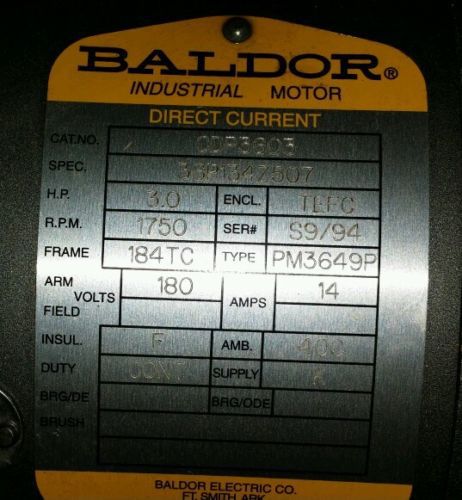 BALDOR®
INDUSTRIAL MOTOR
DIRECT CURRENT
CAT.NO. CDP3603
SPEC.
H.P. 3.0 ENCL. TEFC
R.P.M. 1750 SER# S9/94
FRAME 184TC TYPE PM3649P
ARM VOLTS 180 AMPS 14
FIELD
INSUL. F AMB. 40C
DUTY CONT SUPPLY K
BRG/DE BRG/ODE
BRUSH
BALDOR ELECTRIC CO.
FT. SMITH, ARK.